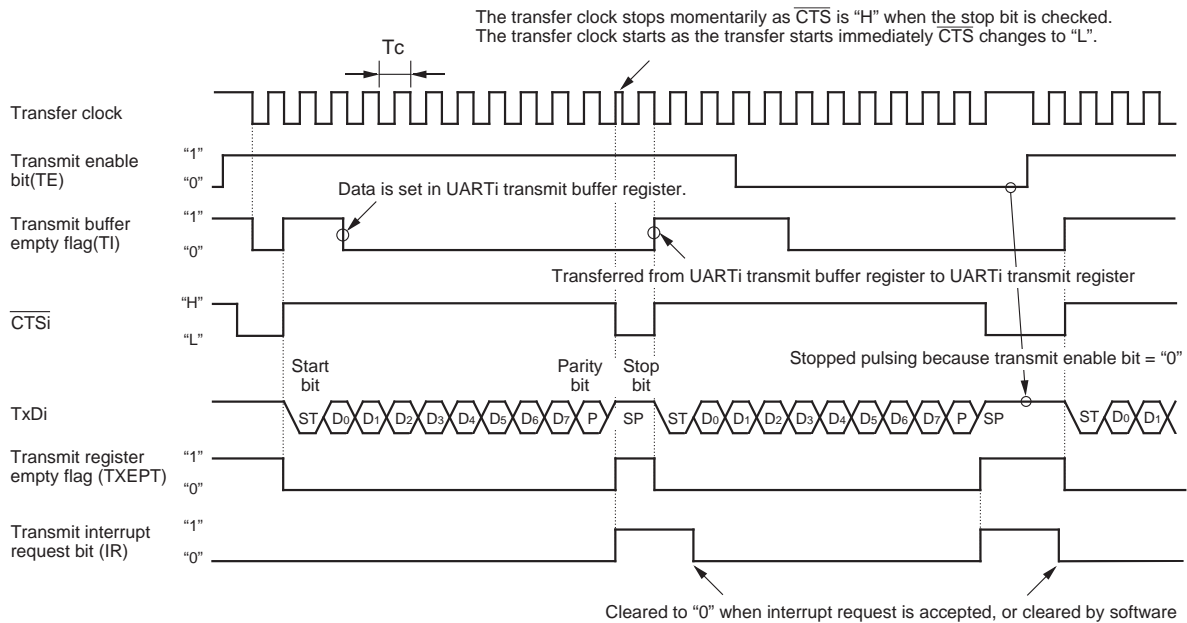 The transfer clock stops momentarily as CTS is “H” when the stop bit is checked.
The transfer clock starts as the transfer starts immediately CTS changes to “L”.
Tc
Transfer clock
Transmit enable
bit(TE)
“1”
“0”
Data is set in UARTi transmit buffer register.
Transmit buffer
empty flag(TI)
“1”
“0”
Transferred from UARTi transmit buffer register to UARTi transmit register
CTSi
“H”
“L”
Stopped pulsing because transmit enable bit = “0”
Start
bit
Parity
bit
Stop
bit
TxDi
ST D0 D1 D2 D3 D4 D5 D6 D7 P SP ST D0 D1 D2 D3 D4 D5 D6 D7 P SP ST D0 D1
Transmit register
empty flag (TXEPT)
“1”
“0”
Transmit interrupt
request bit (IR)
“1”
“0”
Cleared to “0” when interrupt request is accepted, or cleared by software